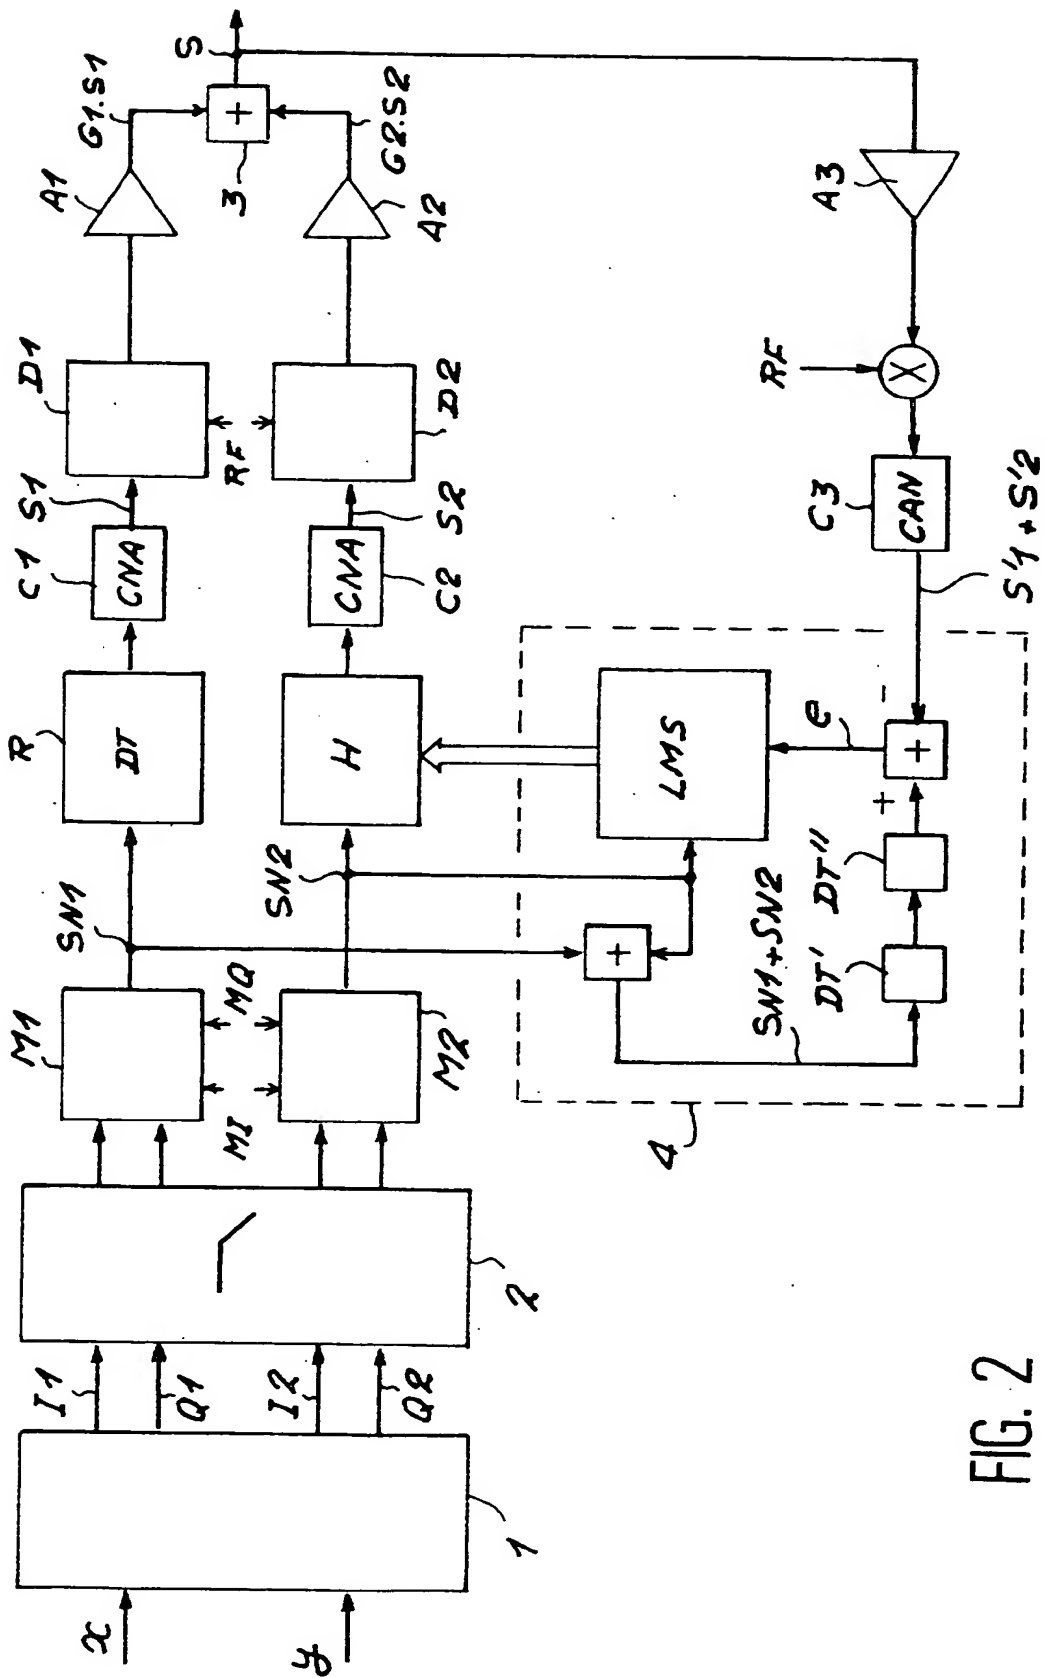 x
y
1
I1
Q1
I2
Q2
2
M1
MI
MQ
M2
SN1
SN2
R
DT
H
C1
CNA
S1
CNA
C2
S2
D1
RF
D2
A1
A2
G1.S1
G2.S2
3
+
S
A3
RF
X
C3
CAN
S'1 + S'2
4
+
SN1+SN2
DT'
DT''
+
+
-
e
LMS
FIG. 2